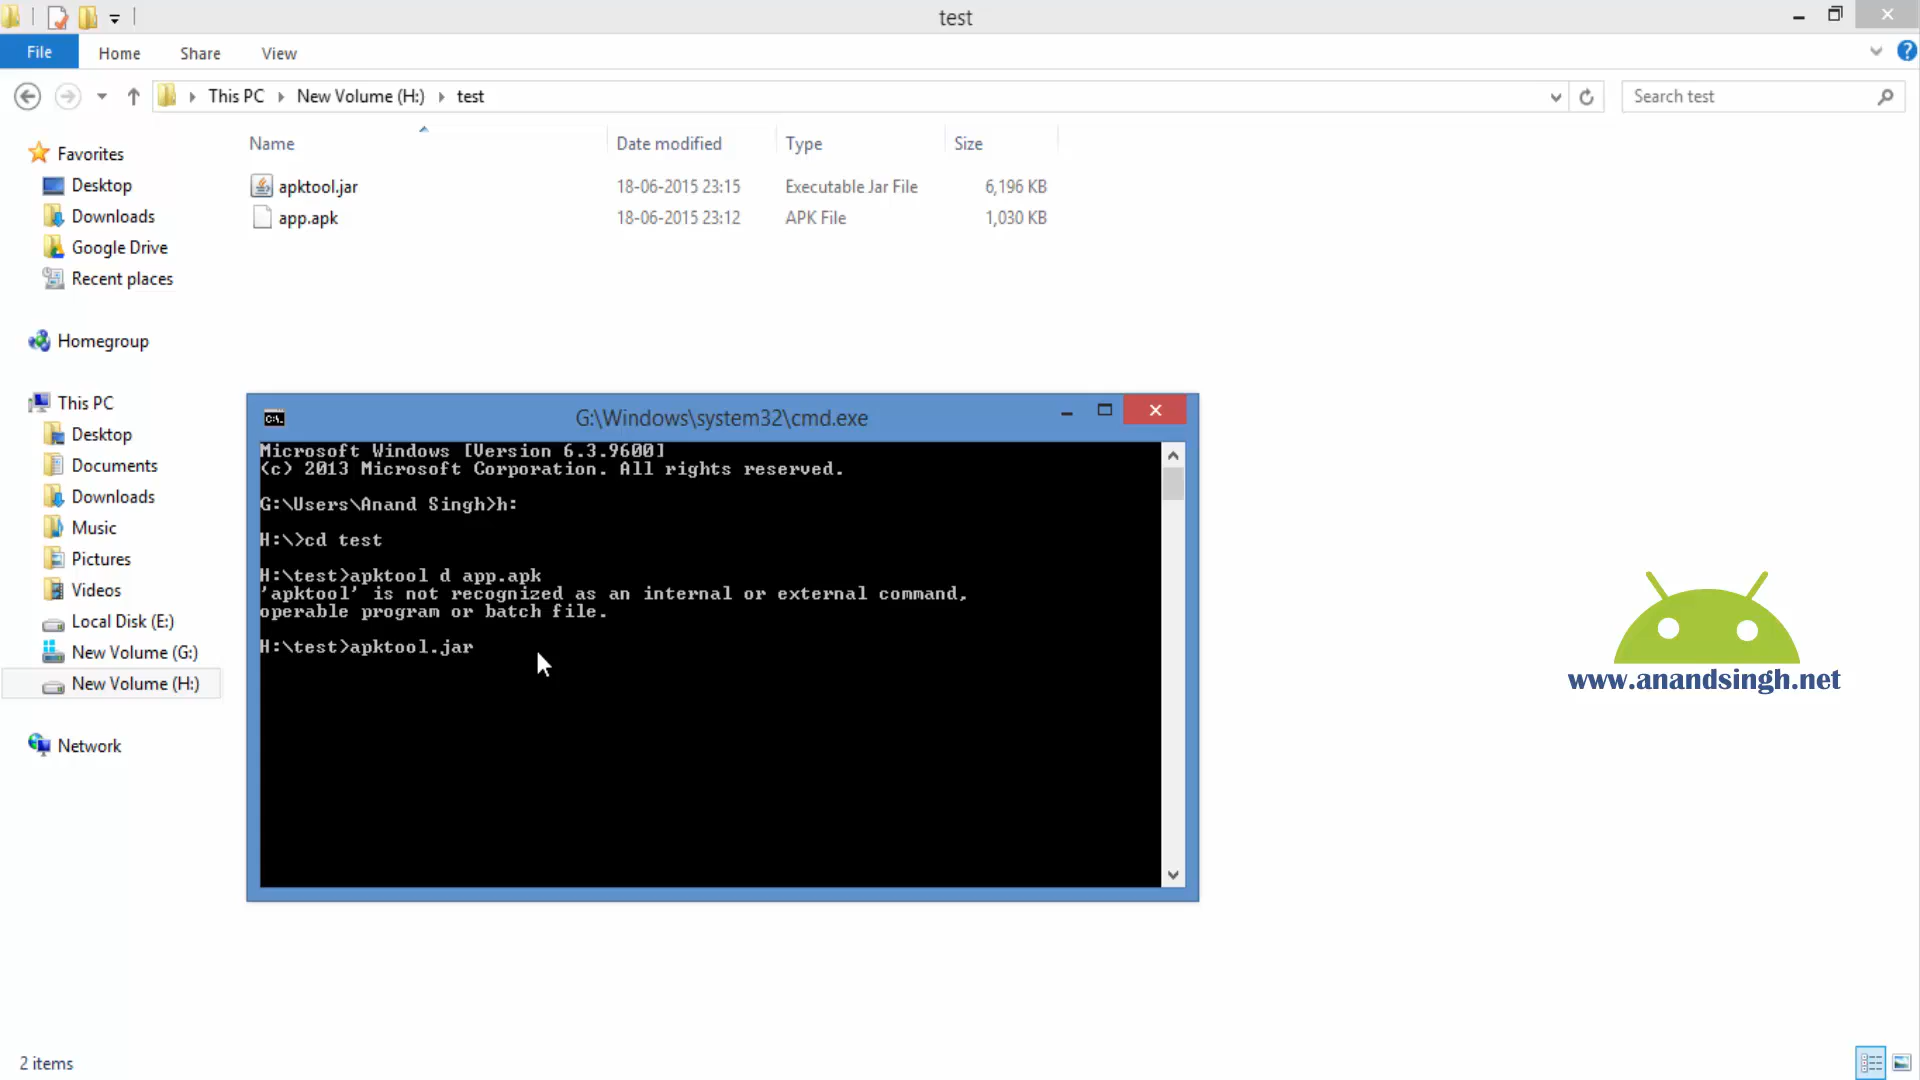 test
File Home Share View
This PC New Volume (H:) test
Search test
Name Date modified Type Size
apktool.jar 18-06-2015 23:15 Executable Jar File 6,196 KB
app.apk 18-06-2015 23:12 APK File 1,030 KB
Favorites
Desktop
Downloads
Google Drive
Recent places
Homegroup
This PC
Desktop
Documents
Downloads
Music
Pictures
Videos
Local Disk (E:)
New Volume (G:)
New Volume (H:)
Network
G:\Windows\system32\cmd.exe
Microsoft Windows [Version 6.3.9600]
(c) 2013 Microsoft Corporation. All rights reserved.
G:\Users\Anand Singh>h:
H:\>cd test
H:\test>apktool d app.apk
'apktool' is not recognized as an internal or external command,
operable program or batch file.
H:\test>apktool.jar
www.anandsingh.net
2 items